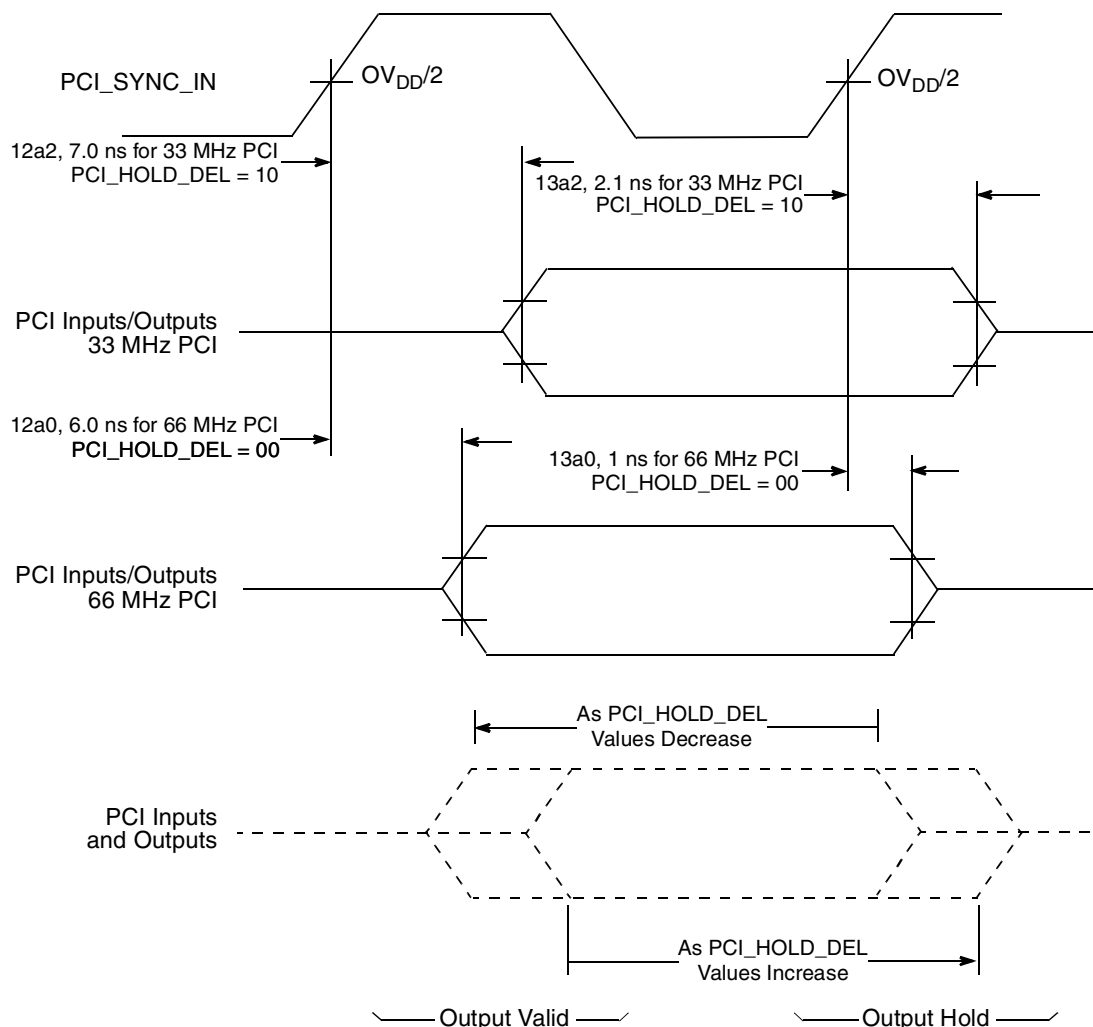 PCI_SYNC_IN
OVDD/2
OVDD/2
12a2, 7.0 ns for 33 MHz PCI
PCI_HOLD_DEL = 10
13a2, 2.1 ns for 33 MHz PCI
PCI_HOLD_DEL = 10
PCI Inputs/Outputs
33 MHz PCI
12a0, 6.0 ns for 66 MHz PCI
PCI_HOLD_DEL = 00
13a0, 1 ns for 66 MHz PCI
PCI_HOLD_DEL = 00
PCI Inputs/Outputs
66 MHz PCI
As PCI_HOLD_DEL
Values Decrease
PCI Inputs
and Outputs
As PCI_HOLD_DEL
Values Increase
Output Valid
Output Hold